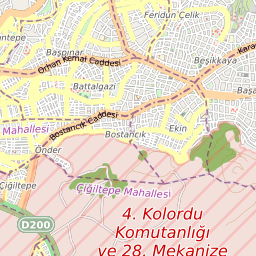 Feridun Çelik
Başpınar
Beşikkaya
Orhan Kemal Caddesi
Battalgazi
Bostancık Caddesi
Mahallesi
Ekin
Bostancık
Önder
Çiğiltepe
Çiğiltepe Mahallesi
D200
4. Kolordu
Komutanlığı
ve 28. Mekanize